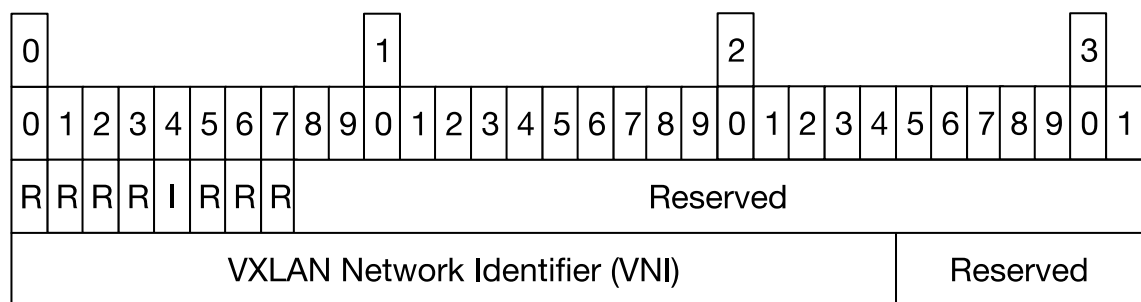 0 1 2 3
0 1 2 3 4 5 6 7 8 9 0 1 2 3 4 5 6 7 8 9 0 1 2 3 4 5 6 7 8 9 0 1
R R R R I R R R Reserved
VXLAN Network Identifier (VNI) Reserved